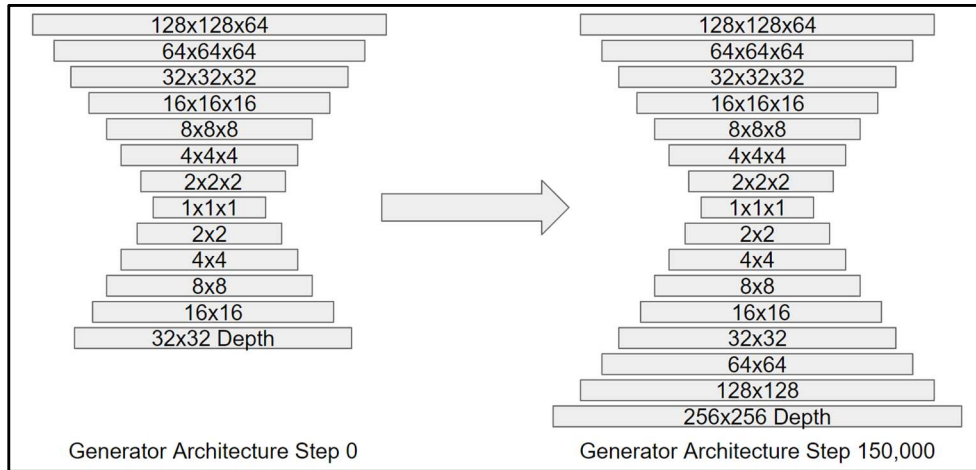 128x128x64
64x64x64
32x32x32
16x16x16
8x8x8
4x4x4
2x2x2
1x1x1
2x2
4x4
8x8
16x16
32x32 Depth
Generator Architecture Step 0
128x128x64
64x64x64
32x32x32
16x16x16
8x8x8
4x4x4
2x2x2
1x1x1
2x2
4x4
8x8
16x16
32x32
64x64
128x128
256x256 Depth
Generator Architecture Step 150,000